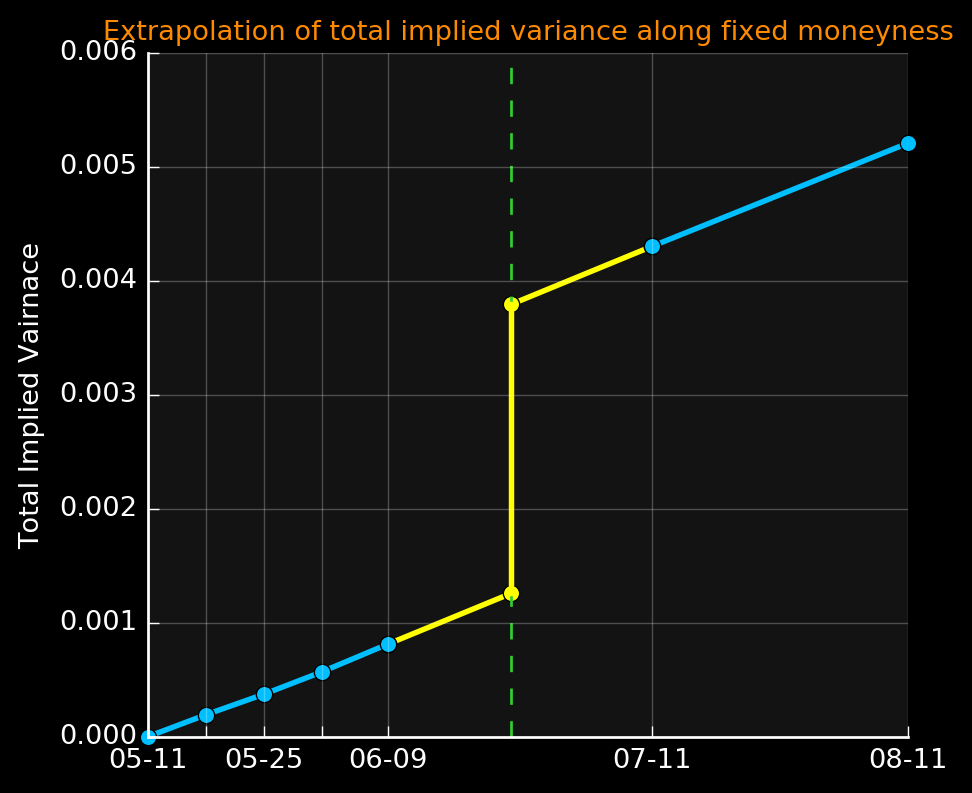 Extrapolation of total implied variance along fixed moneyness
0.006
0.005
0.004
0.003
0.002
0.001
0.000
Total Implied Vairnace
05-11 05-25 06-09 07-11 08-11